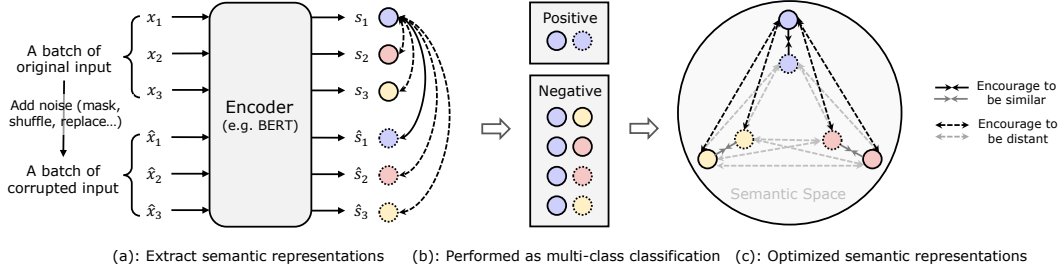 A batch of
original input
Add noise (mask,
shuffle, replace…)
A batch of
corrupted input
x₁
x₂
x₃
x̂₁
x̂₂
x̂₃
Encoder
(e.g. BERT)
s₁
s₂
s₃
ŝ₁
ŝ₂
ŝ₃
Positive
Negative
Semantic Space
Encourage to
be similar
Encourage to
be distant
(a): Extract semantic representations
(b): Performed as multi-class classification
(c): Optimized semantic representations